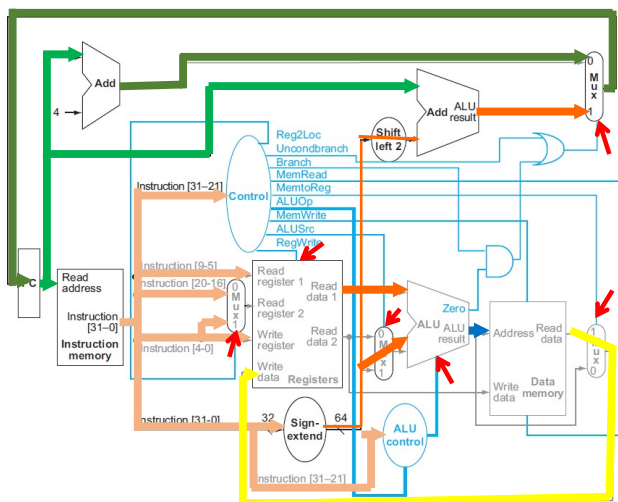 Add
4
0
Mux
1
Add
ALU
result
Shift
left 2
Reg2Loc
Uncondbranch
Branch
MemRead
MemtoReg
ALUOp
MemWrite
ALUSrc
RegWrite
Control
Instruction [31–21]
C
Read
address
Instruction
[31–0]
Instruction
memory
Instruction [9-5]
Instruction [20-16]
Instruction [4-0]
0
Mux
1
Read
register 1
Read
register 2
Write
register
Write
data
Read
data 1
Read
data 2
Registers
0
Mux
1
Zero
ALU
ALU
result
Address
Read
data
Write
data
Data
memory
1
Mux
0
Instruction [31-0]
32
Sign-
extend
64
ALU
control
Instruction [31–21]